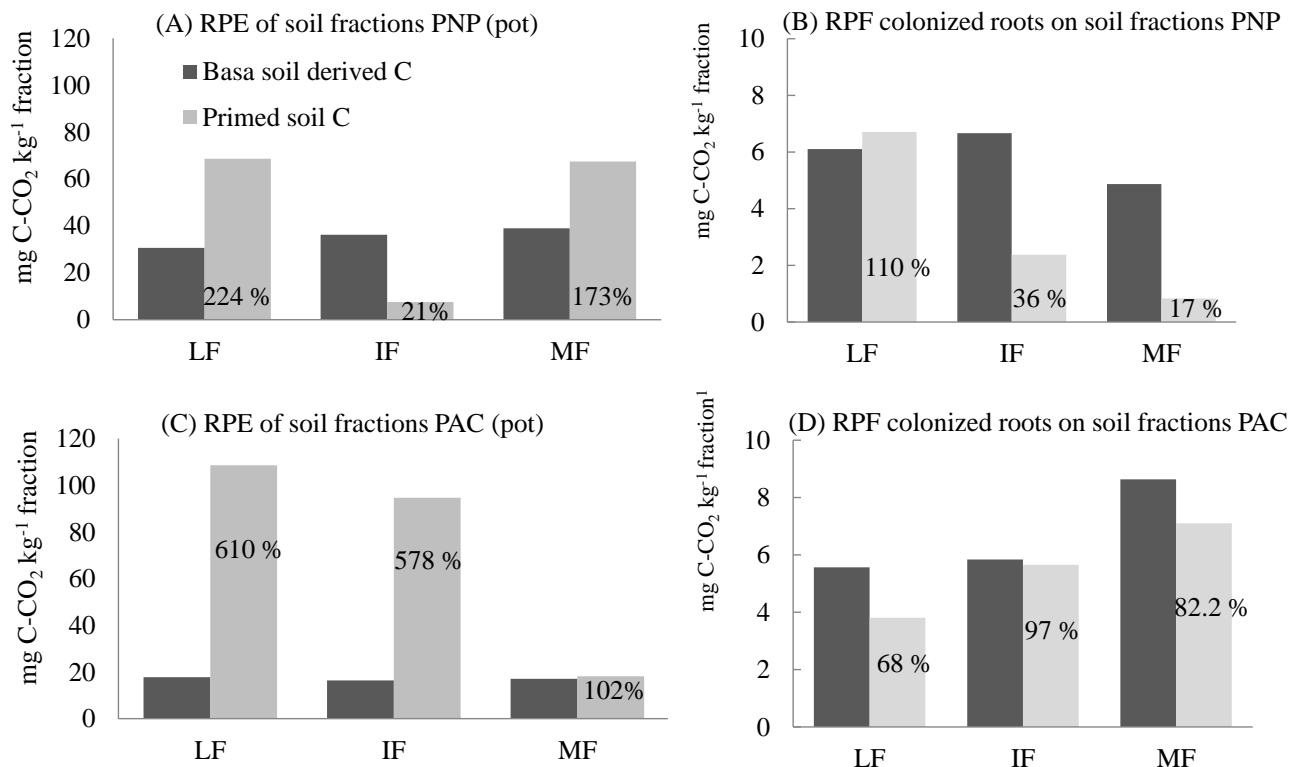 (A) RPE of soil fractions PNP (pot)
mg C-CO₂ kg⁻¹ fraction
120
100
80
60
40
20
0
Basa soil derived C
Primed soil C
224 %
21%
173%
LF IF MF
(B) RPF colonized roots on soil fractions PNP
mg C-CO₂ kg⁻¹ fraction
10
8
6
4
2
0
110 %
36 %
17 %
LF IF MF
(C) RPE of soil fractions PAC (pot)
mg C-CO₂ kg⁻¹ fraction
120
100
80
60
40
20
0
610 %
578 %
102%
LF IF MF
(D) RPF colonized roots on soil fractions PAC
mg C-CO₂ kg⁻¹ fraction¹
10
8
6
4
2
0
68 %
97 %
82.2 %
LF IF MF